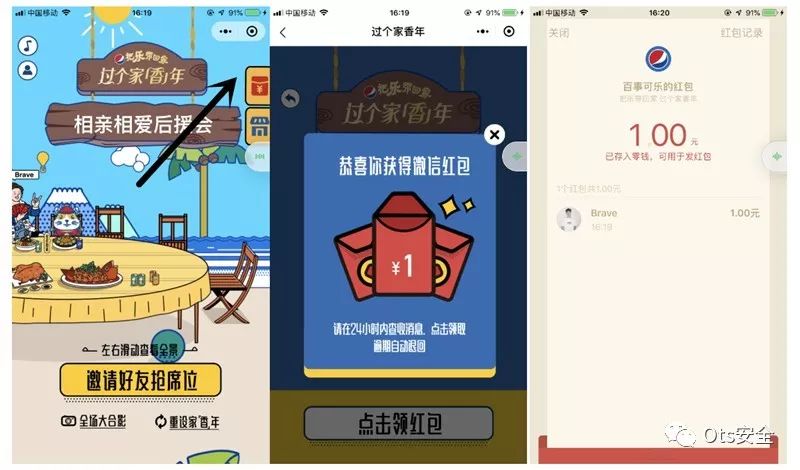 中国移动 16:19 91%
把乐带回家
过个家香年
相亲相爱后援会
Brave
左右滑动查看全景
邀请好友抢席位
全场大合影
重设家香年
中国移动 16:19 91%
过个家香年
把乐带回家
过个家香年
恭喜你获得微信红包
¥1
请在24小时内查收消息，点击领取
逾期自动退回
点击领红包
中国移动 16:20 91%
关闭
红包记录
百事可乐的红包
把乐带回家 过个家香年
1.00元
已存入零钱，可用于发红包
1个红包共1.00元
Brave
1.00元
16:19
Ots安全